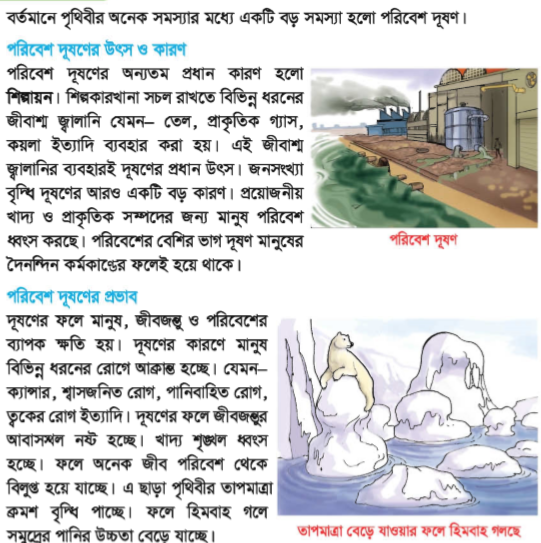 বর্তমানে পৃথিবীর অনেক সমস্যার মধ্যে একটি বড় সমস্যা হলো পরিবেশ দূষণ।
পরিবেশ দূষণের উৎস ও কারণ
পরিবেশ দূষণের অন্যতম প্রধান কারণ হলো
শিল্পায়ন। শিল্পকারখানা সচল রাখতে বিভিন্ন ধরনের
জীবাশ্ম জ্বালানি যেমন– তেল, প্রাকৃতিক গ্যাস,
কয়লা ইত্যাদি ব্যবহার করা হয়। এই জীবাশ্ম
জ্বালানির ব্যবহারই দূষণের প্রধান উৎস। জনসংখ্যা
বৃদ্ধি দূষণের আরও একটি বড় কারণ। প্রয়োজনীয়
খাদ্য ও প্রাকৃতিক সম্পদের জন্য মানুষ পরিবেশ
ধ্বংস করছে। পরিবেশের বেশির ভাগ দূষণ মানুষের
দৈনন্দিন কর্মকাণ্ডের ফলেই হয়ে থাকে।
পরিবেশ দূষণ
পরিবেশ দূষণের প্রভাব
দূষণের ফলে মানুষ, জীবজন্তু ও পরিবেশের
ব্যাপক ক্ষতি হয়। দূষণের কারণে মানুষ
বিভিন্ন ধরনের রোগে আক্রান্ত হচ্ছে। যেমন–
ক্যান্সার, শ্বাসজনিত রোগ, পানিবাহিত রোগ,
ত্বকের রোগ ইত্যাদি। দূষণের ফলে জীবজন্তুর
আবাসস্থল নষ্ট হচ্ছে। খাদ্য শৃঙ্খল ধ্বংস
হচ্ছে। ফলে অনেক জীব পরিবেশ থেকে
বিলুপ্ত হয়ে যাচ্ছে। এ ছাড়া পৃথিবীর তাপমাত্রা
ক্রমশ বৃদ্ধি পাচ্ছে। ফলে হিমবাহ গলে
সমুদ্রের পানির উচ্চতা বেড়ে যাচ্ছে।
তাপমাত্রা বেড়ে যাওয়ার ফলে হিমবাহ গলছে